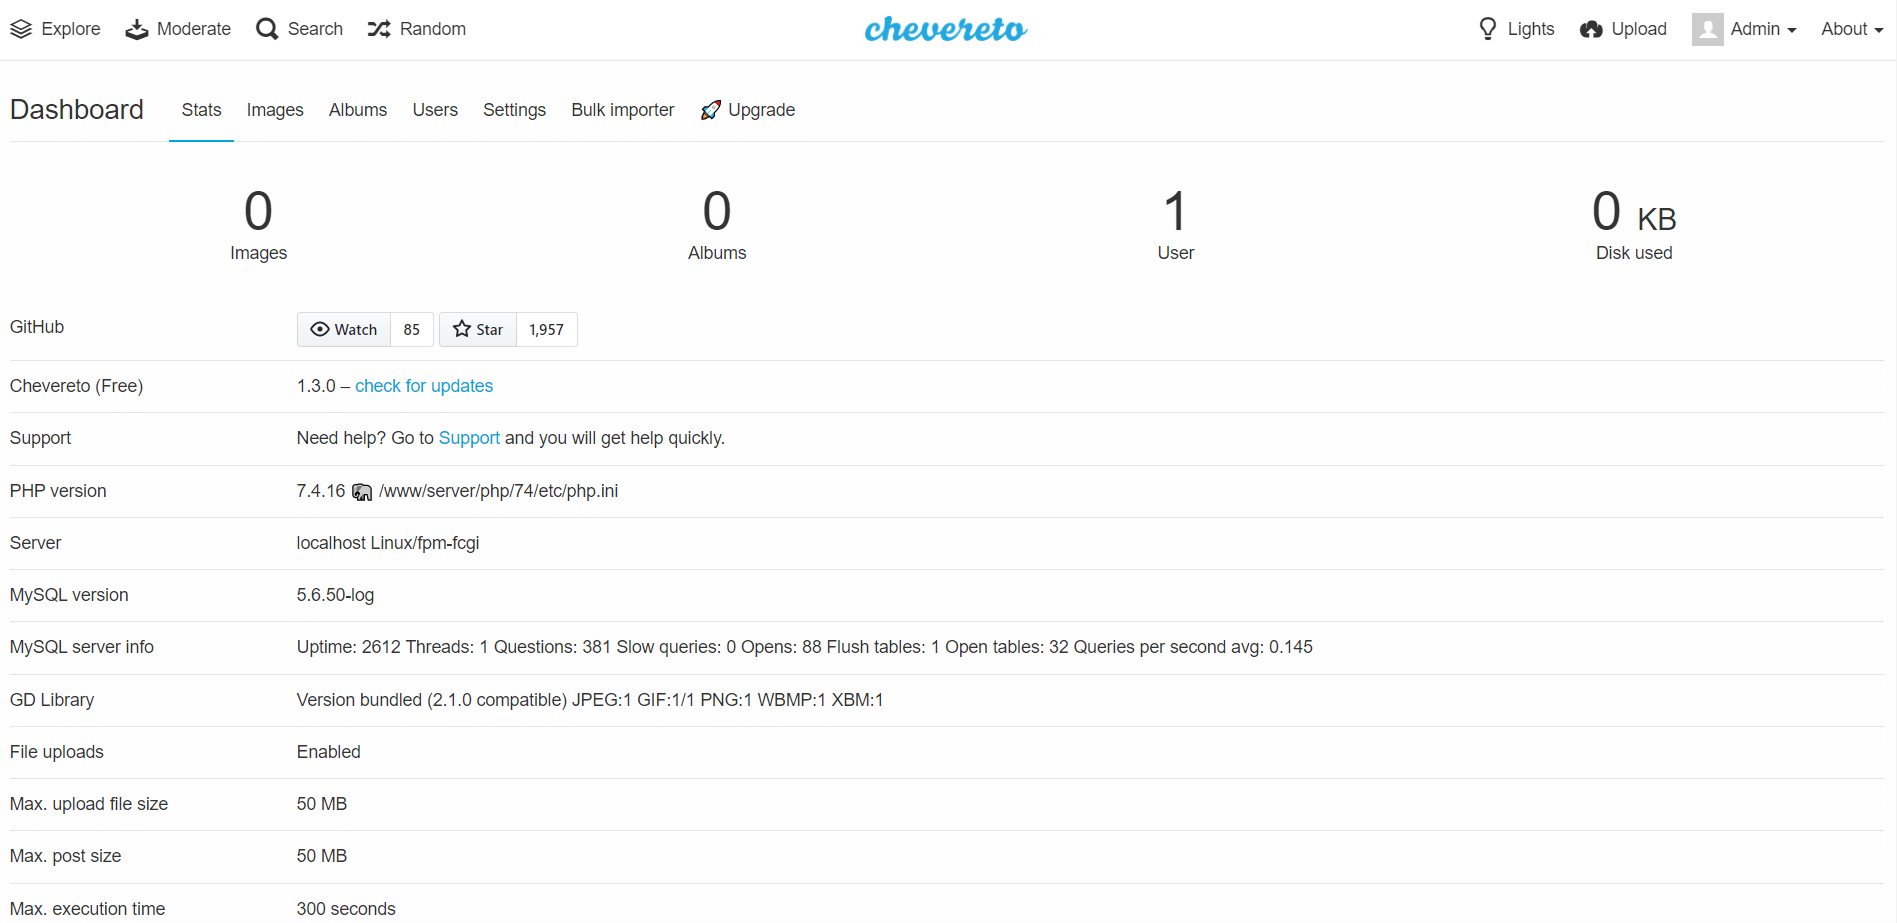 Explore Moderate Search Random chevereto Lights Upload Admin About
Dashboard Stats Images Albums Users Settings Bulk importer Upgrade
0 0 1 0 KB
Images Albums User Disk used
GitHub Watch 85 Star 1,957
Chevereto (Free) 1.3.0 – check for updates
Support Need help? Go to Support and you will get help quickly.
PHP version 7.4.16 /www/server/php/74/etc/php.ini
Server localhost Linux/fpm-fcgi
MySQL version 5.6.50-log
MySQL server info Uptime: 2612 Threads: 1 Questions: 381 Slow queries: 0 Opens: 88 Flush tables: 1 Open tables: 32 Queries per second avg: 0.145
GD Library Version bundled (2.1.0 compatible) JPEG:1 GIF:1/1 PNG:1 WBMP:1 XBM:1
File uploads Enabled
Max. upload file size 50 MB
Max. post size 50 MB
Max. execution time 300 seconds